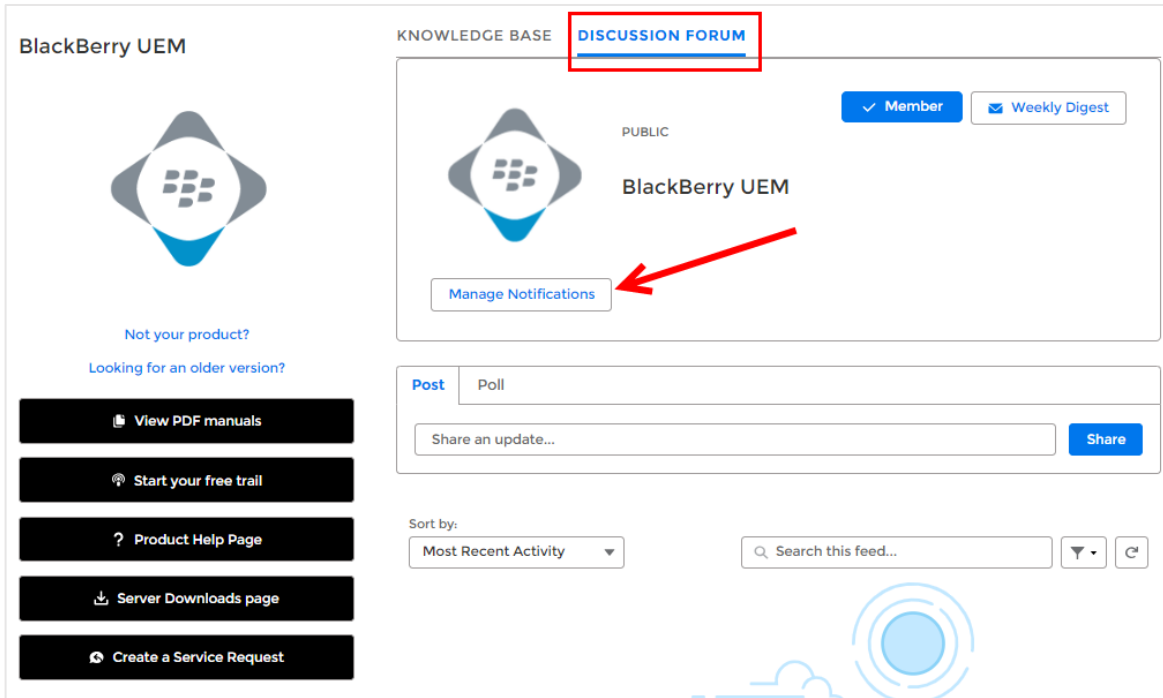 BlackBerry UEM
Not your product?
Looking for an older version?
View PDF manuals
Start your free trail
? Product Help Page
Server Downloads page
Create a Service Request
KNOWLEDGE BASE
DISCUSSION FORUM
Member
Weekly Digest
PUBLIC
BlackBerry UEM
Manage Notifications
Post
Poll
Share an update...
Share
Sort by:
Most Recent Activity
Search this feed...